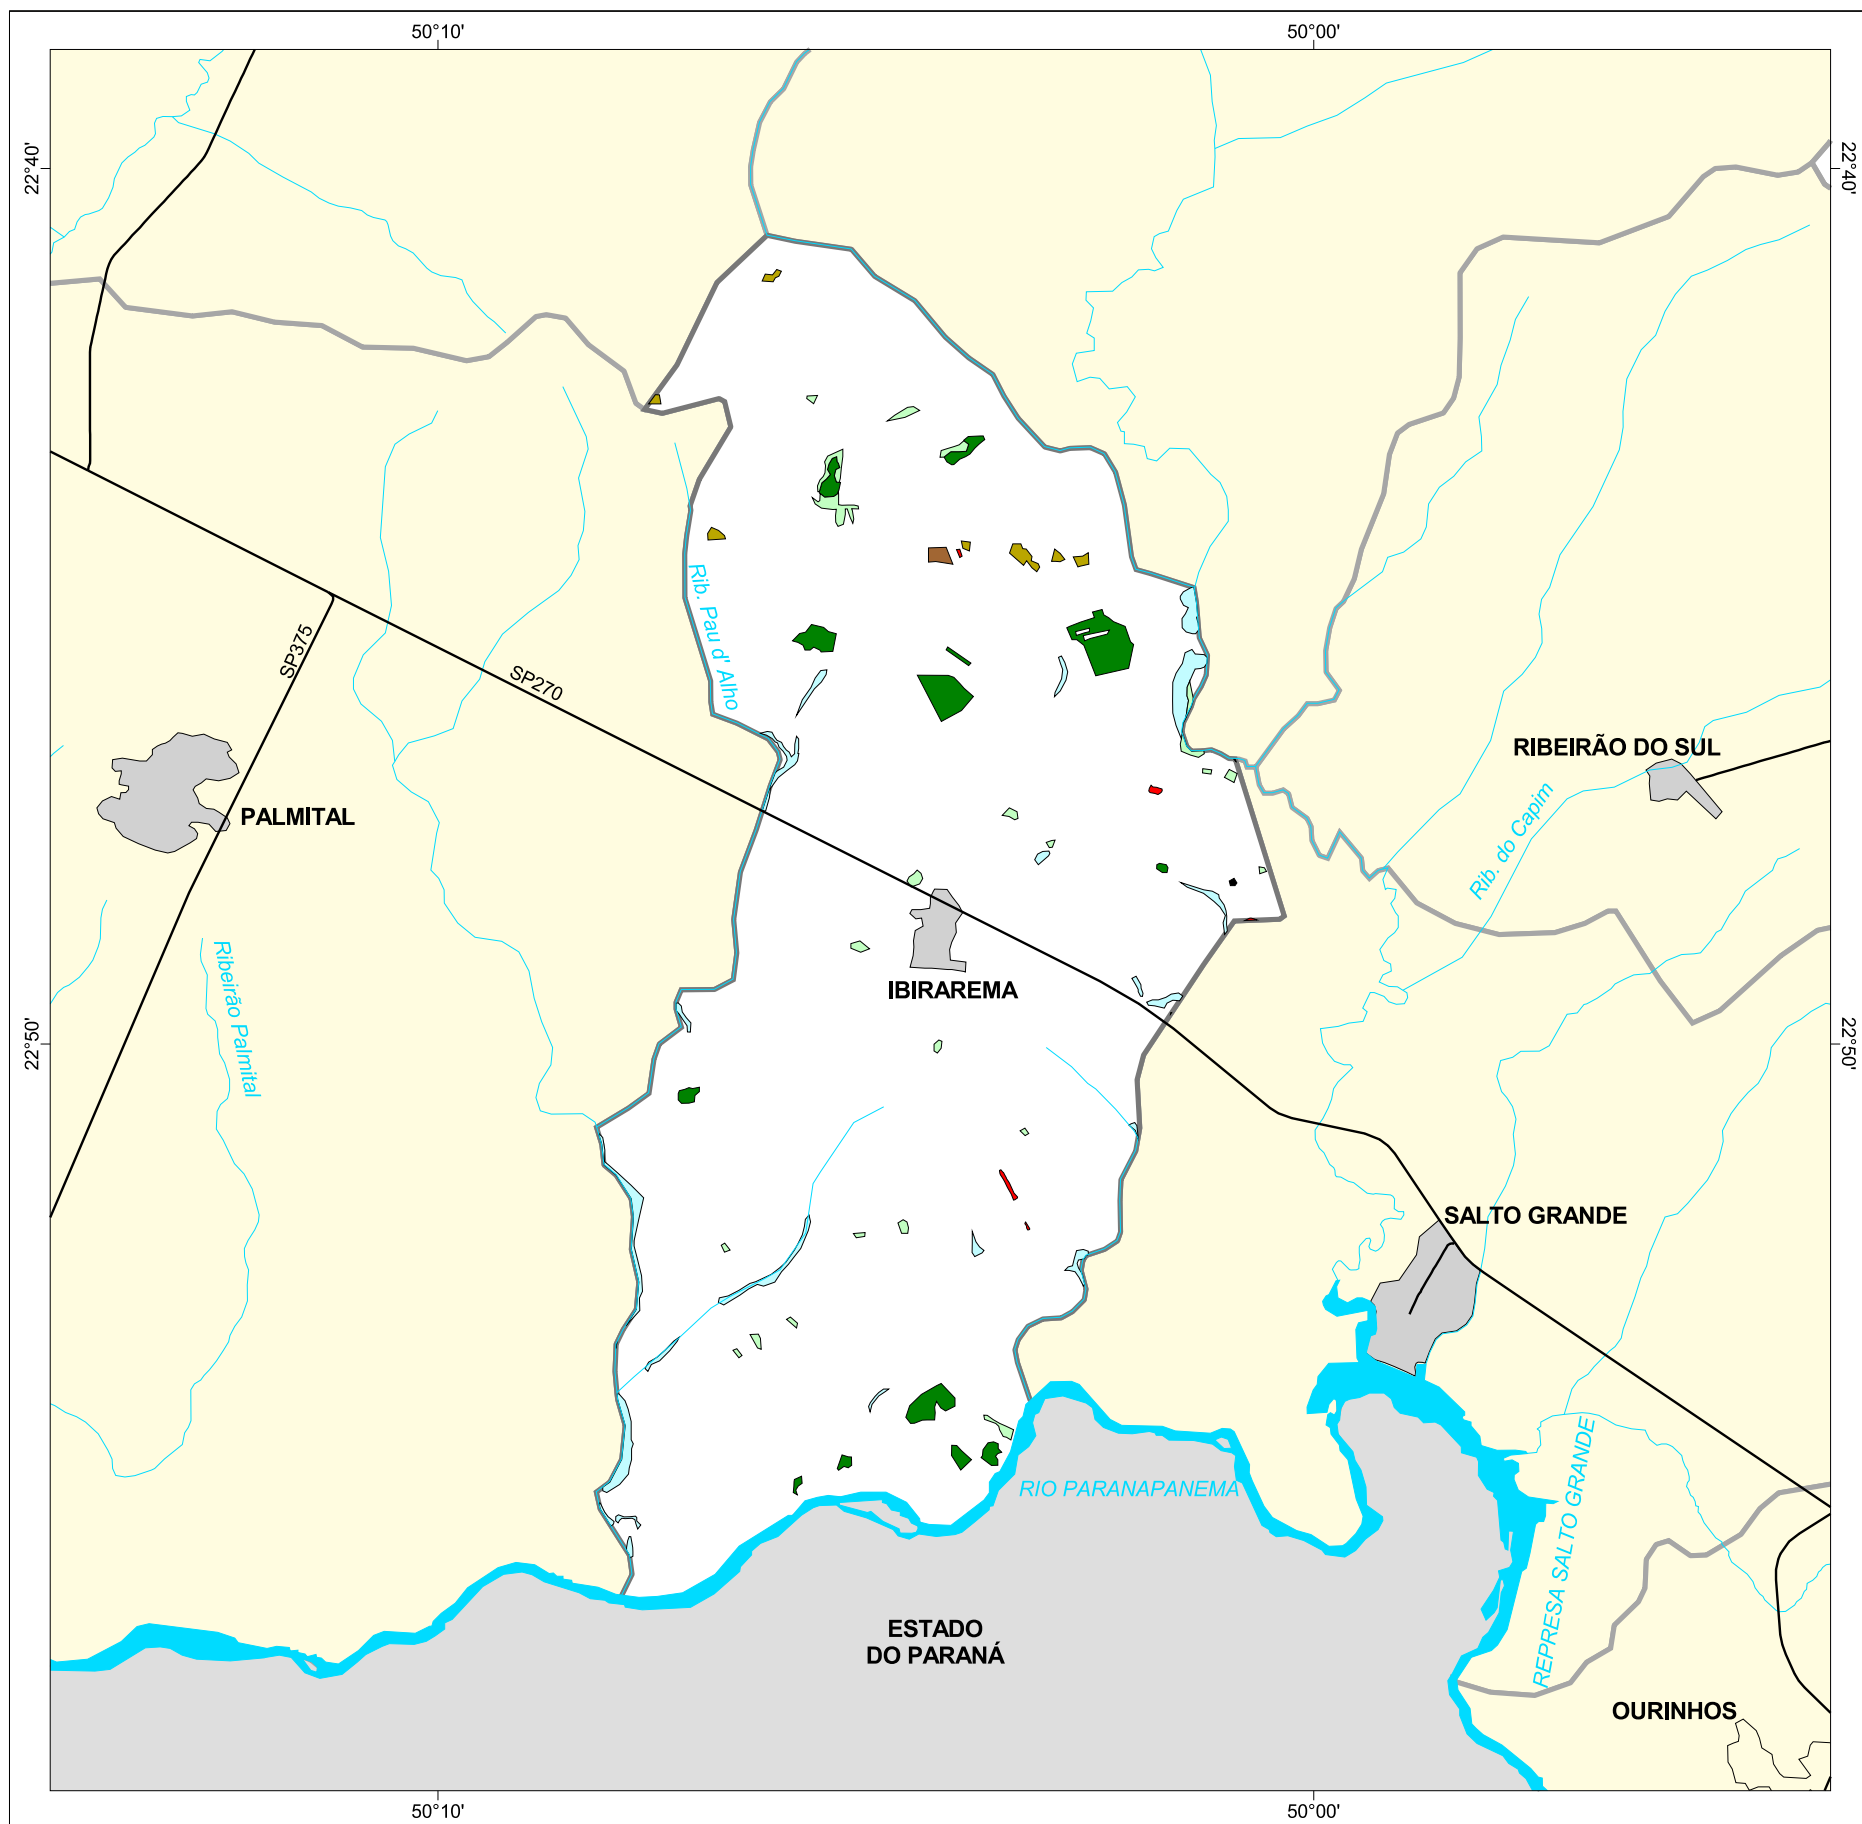 50°10'
50°00'
22°40'
22°40'
Rib. Pau d' Alho
SP375
SP270
RIBEIRÃO DO SUL
PALMITAL
Rib. do Capim
Ribeirão Palmital
IBIRAREMA
22°50'
22°50'
SALTO GRANDE
RIO PARANAPANEMA
REPRESA SALTO GRANDE
ESTADO
DO PARANÁ
OURINHOS
50°10'
50°00'